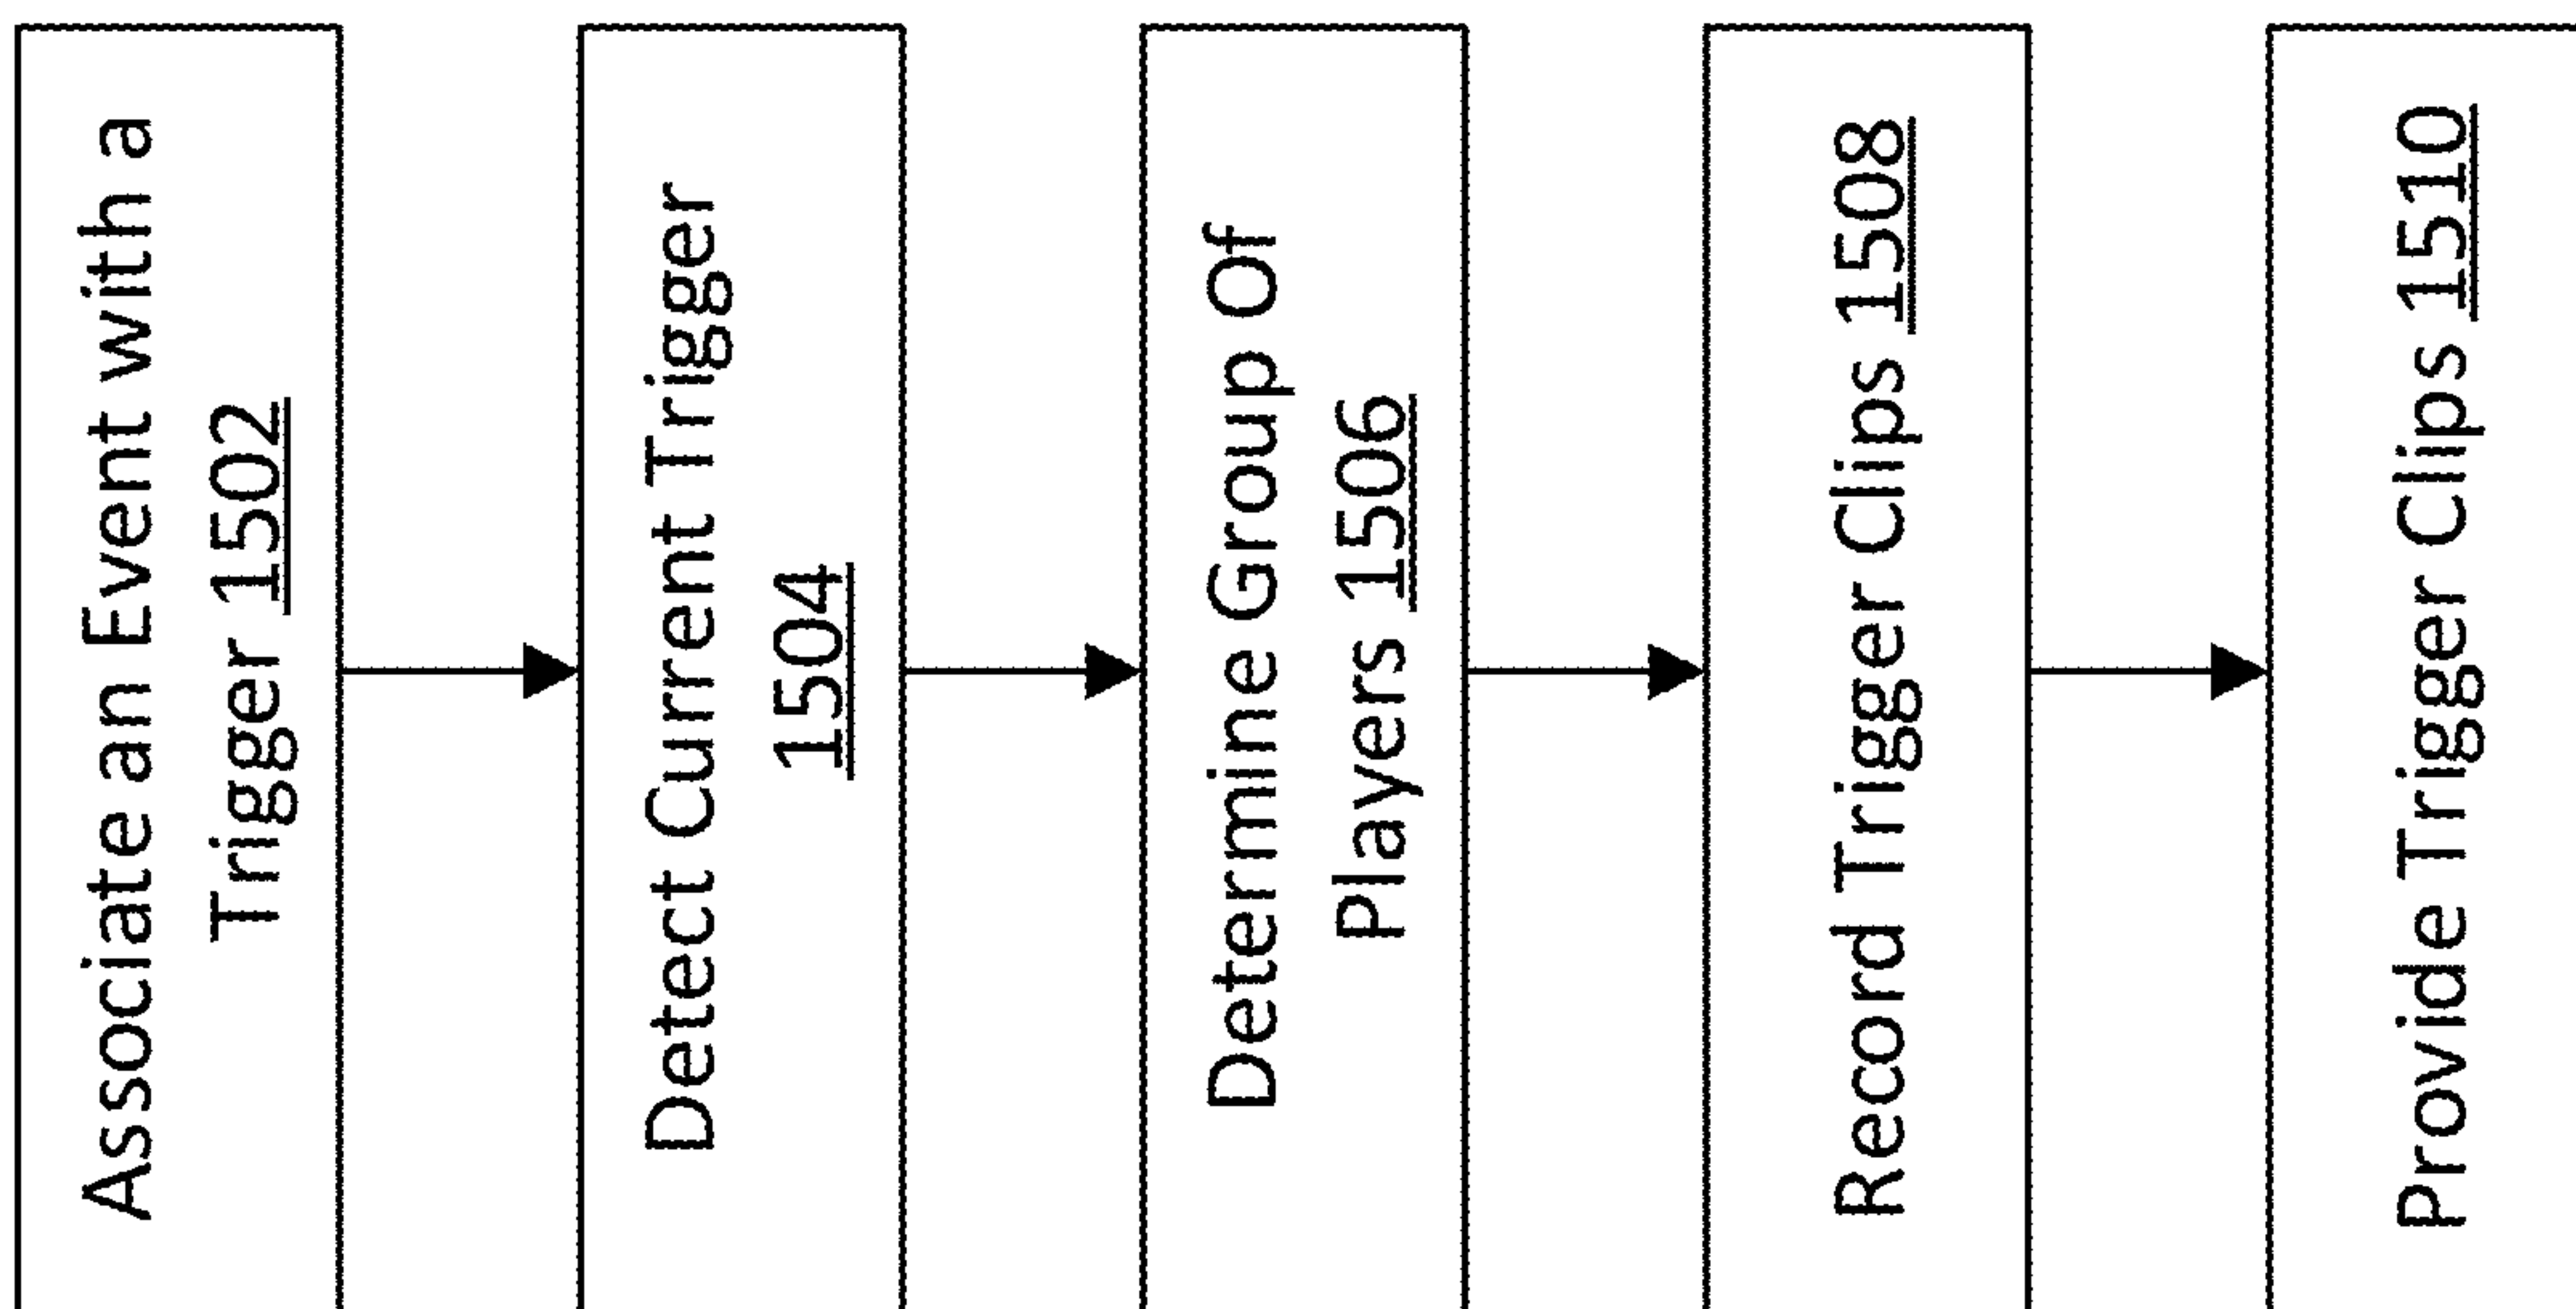 Associate an Event with a
Trigger 1502
Detect Current Trigger
1504
Determine Group Of
Players 1506
Record Trigger Clips 1508
Provide Trigger Clips 1510